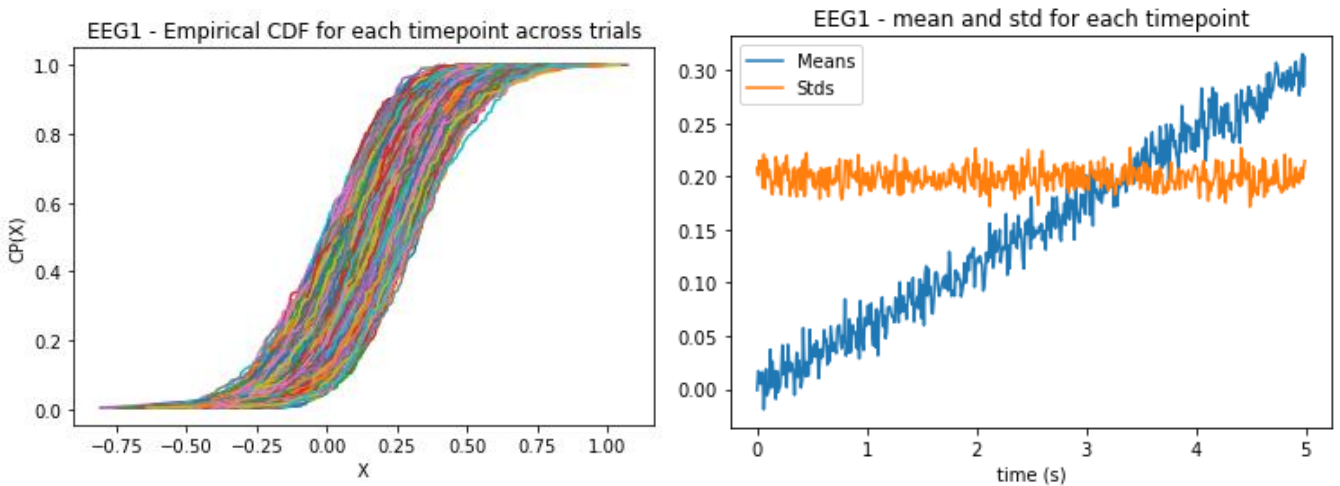 EEG1 - Empirical CDF for each timepoint across trials
1.0
0.8
0.6
0.4
0.2
0.0
CP(X)
−0.75 −0.50 −0.25 0.00 0.25 0.50 0.75 1.00
X
EEG1 - mean and std for each timepoint
Means
Stds
0.30
0.25
0.20
0.15
0.10
0.05
0.00
0 1 2 3 4 5
time (s)